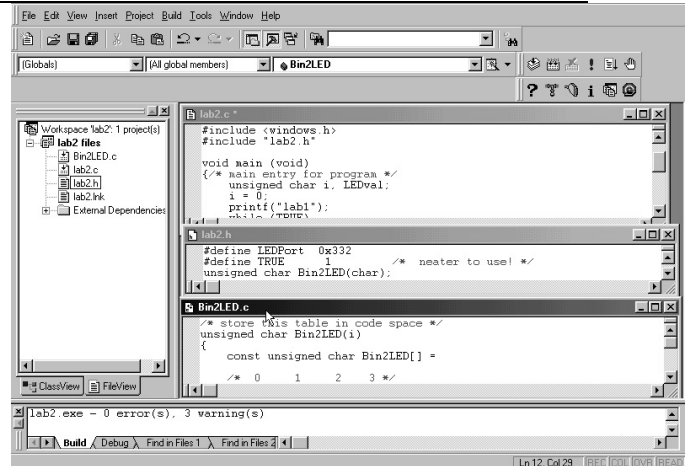 File Edit View Insert Project Build Tools Window Help
(Globals) (All global members) Bin2LED
Workspace 'lab2': 1 project(s)
lab2 files
Bin2LED.c
lab2.c
lab2.h
lab2.lnk
External Dependencies
ClassView FileView
lab2.c *
#include <windows.h>
#include "lab2.h"
void main (void)
{/* main entry for program */
unsigned char i, LEDval;
i = 0;
printf("lab1");
while (TRUE)
lab2.h
#define LEDPort 0x332
#define TRUE 1 /* neater to use! */
unsigned char Bin2LED(char);
Bin2LED.c
/* store this table in code space */
unsigned char Bin2LED(i)
{
const unsigned char Bin2LED[] =
/* 0 1 2 3 */
lab2.exe - 0 error(s), 3 warning(s)
Build Debug Find in Files 1 Find in Files 2
Ln 12, Col 29 REC COL OVR READ